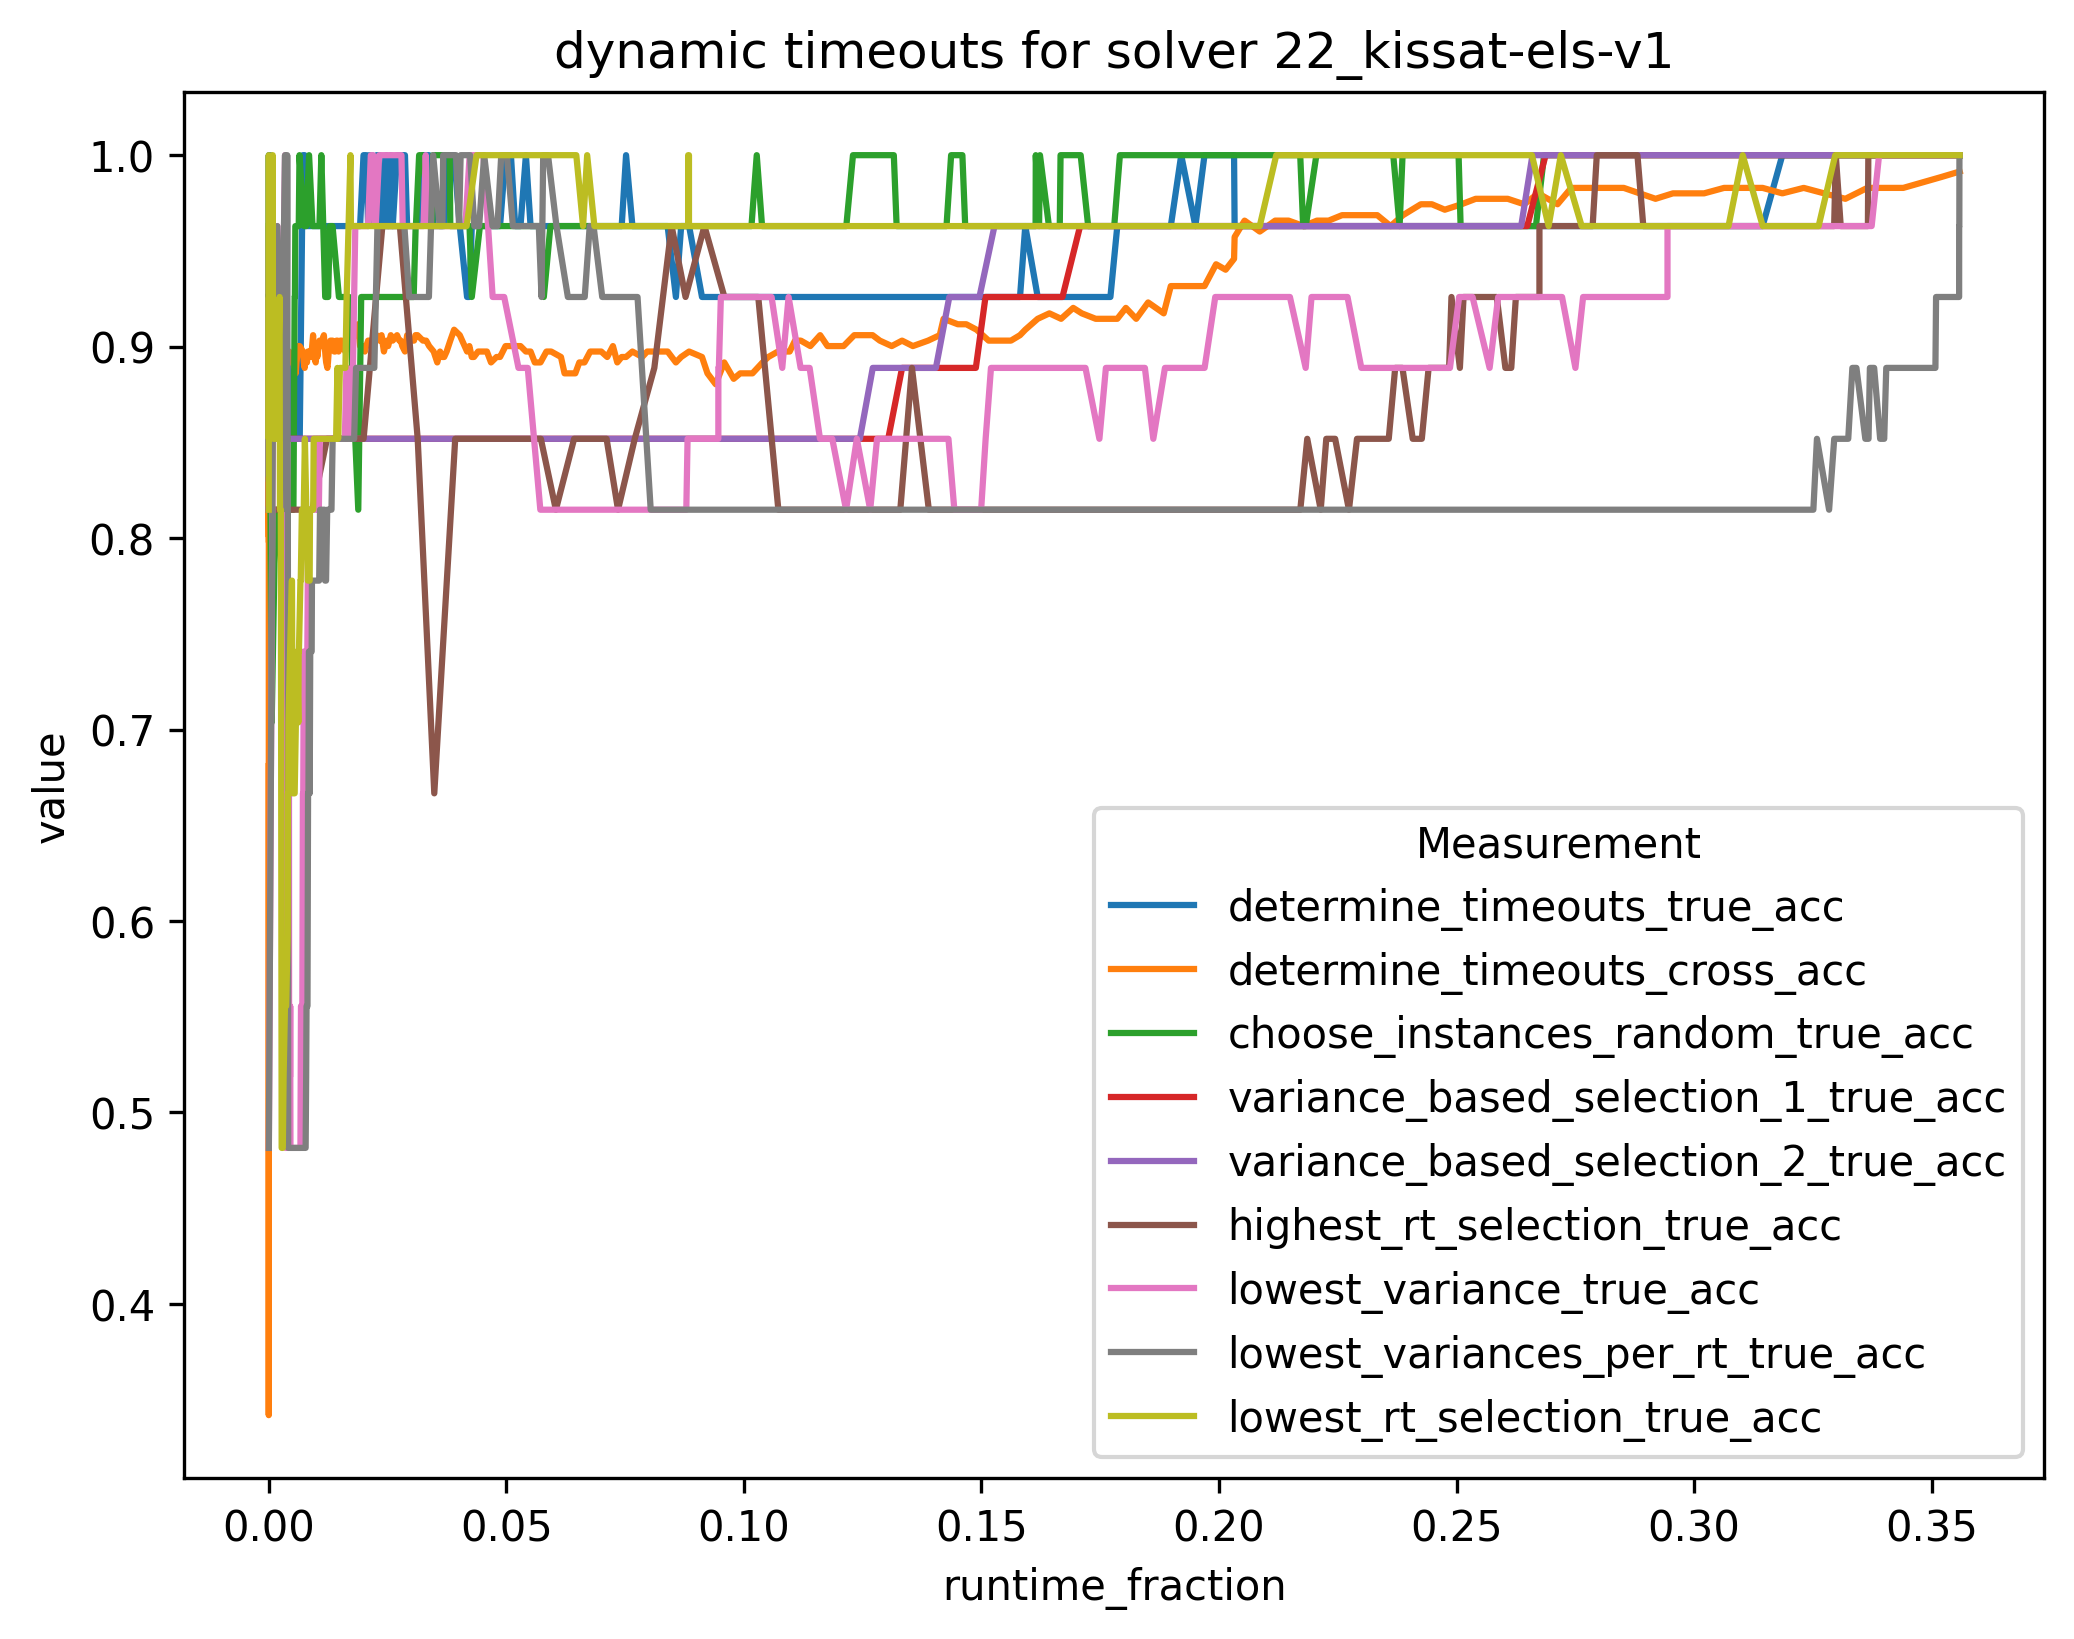 dynamic timeouts for solver 22_kissat-els-v1
1.0
0.9
0.8
0.7
0.6
0.5
0.4
value
Measurement
determine_timeouts_true_acc
determine_timeouts_cross_acc
choose_instances_random_true_acc
variance_based_selection_1_true_acc
variance_based_selection_2_true_acc
highest_rt_selection_true_acc
lowest_variance_true_acc
lowest_variances_per_rt_true_acc
lowest_rt_selection_true_acc
0.00 0.05 0.10 0.15 0.20 0.25 0.30 0.35
runtime_fraction